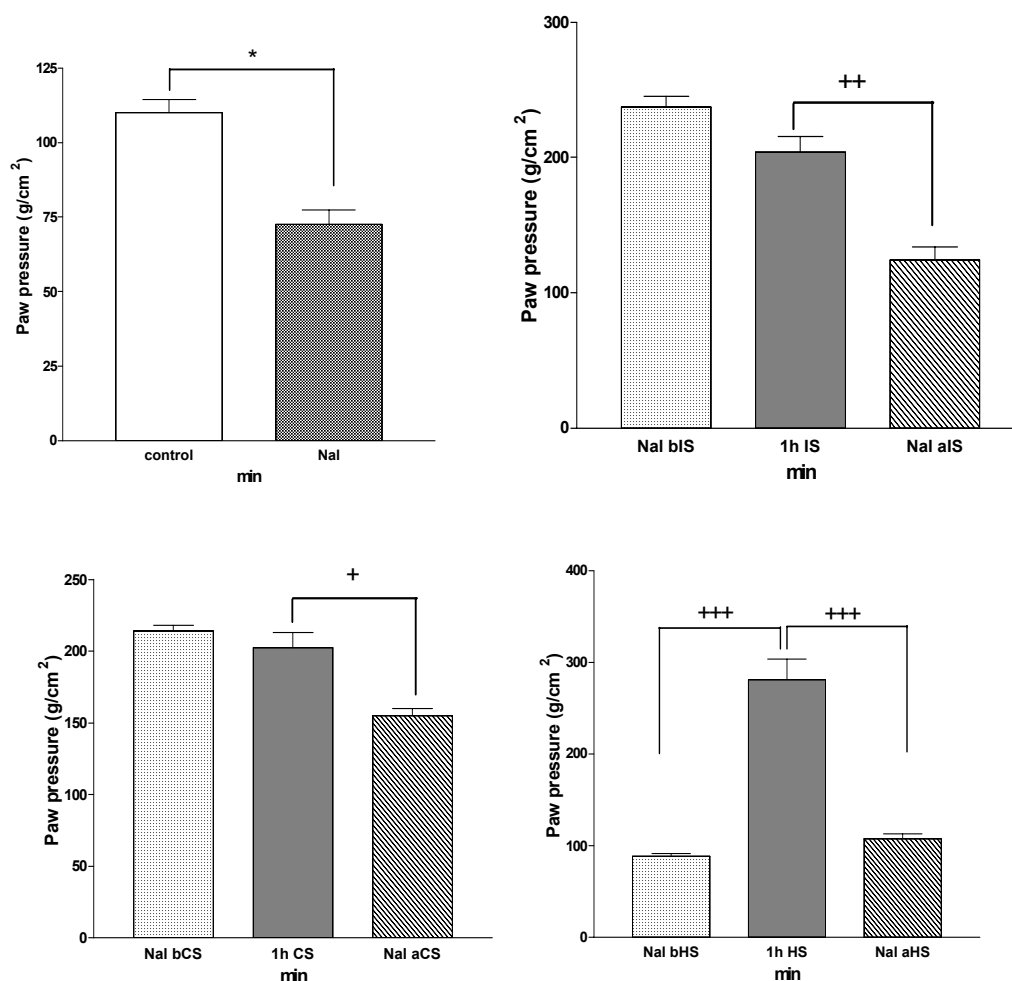 *
125
100
75
50
25
0
Paw pressure (g/cm²)
control Nal
min
++
300
200
100
0
Paw pressure (g/cm²)
Nal bIS 1h IS Nal aIS
min
+
250
200
150
100
50
0
Paw pressure (g/cm²)
Nal bCS 1h CS Nal aCS
min
+++ +++
400
300
200
100
0
Paw pressure (g/cm²)
Nal bHS 1h HS Nal aHS
min